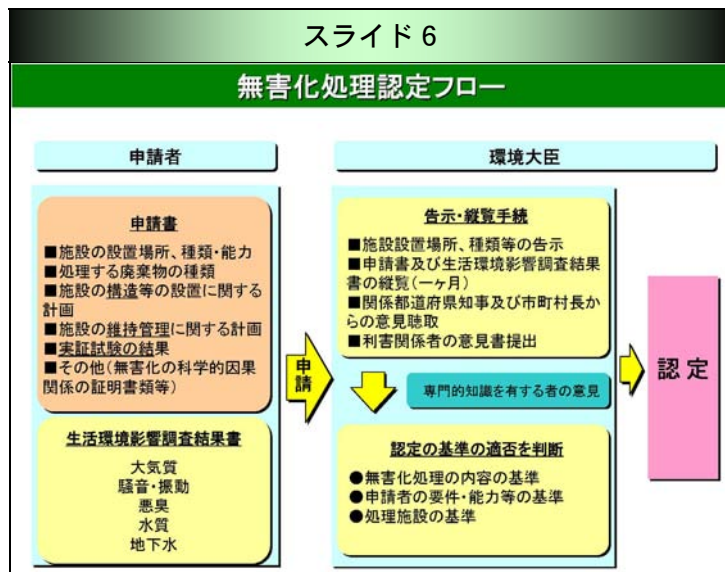 スライド 6
無害化処理認定フロー
申請者
申請書
■施設の設置場所、種類・能力
■処理する廃棄物の種類
■施設の構造等の設置に関する
計画
■施設の維持管理に関する計画
■実証試験の結果
■その他(無害化の科学的因果
関係の証明書類等)
生活環境影響調査結果書
大気質
騒音・振動
悪臭
水質
地下水
申請
環境大臣
告示・縦覧手続
■施設設置場所、種類等の告示
■申請書及び生活環境影響調査結果
書の縦覧(一ヶ月)
■関係都道府県知事及び市町村長か
らの意見聴取
■利害関係者の意見書提出
専門的知識を有する者の意見
認定の基準の適否を判断
●無害化処理の内容の基準
●申請者の要件・能力等の基準
●処理施設の基準
認定